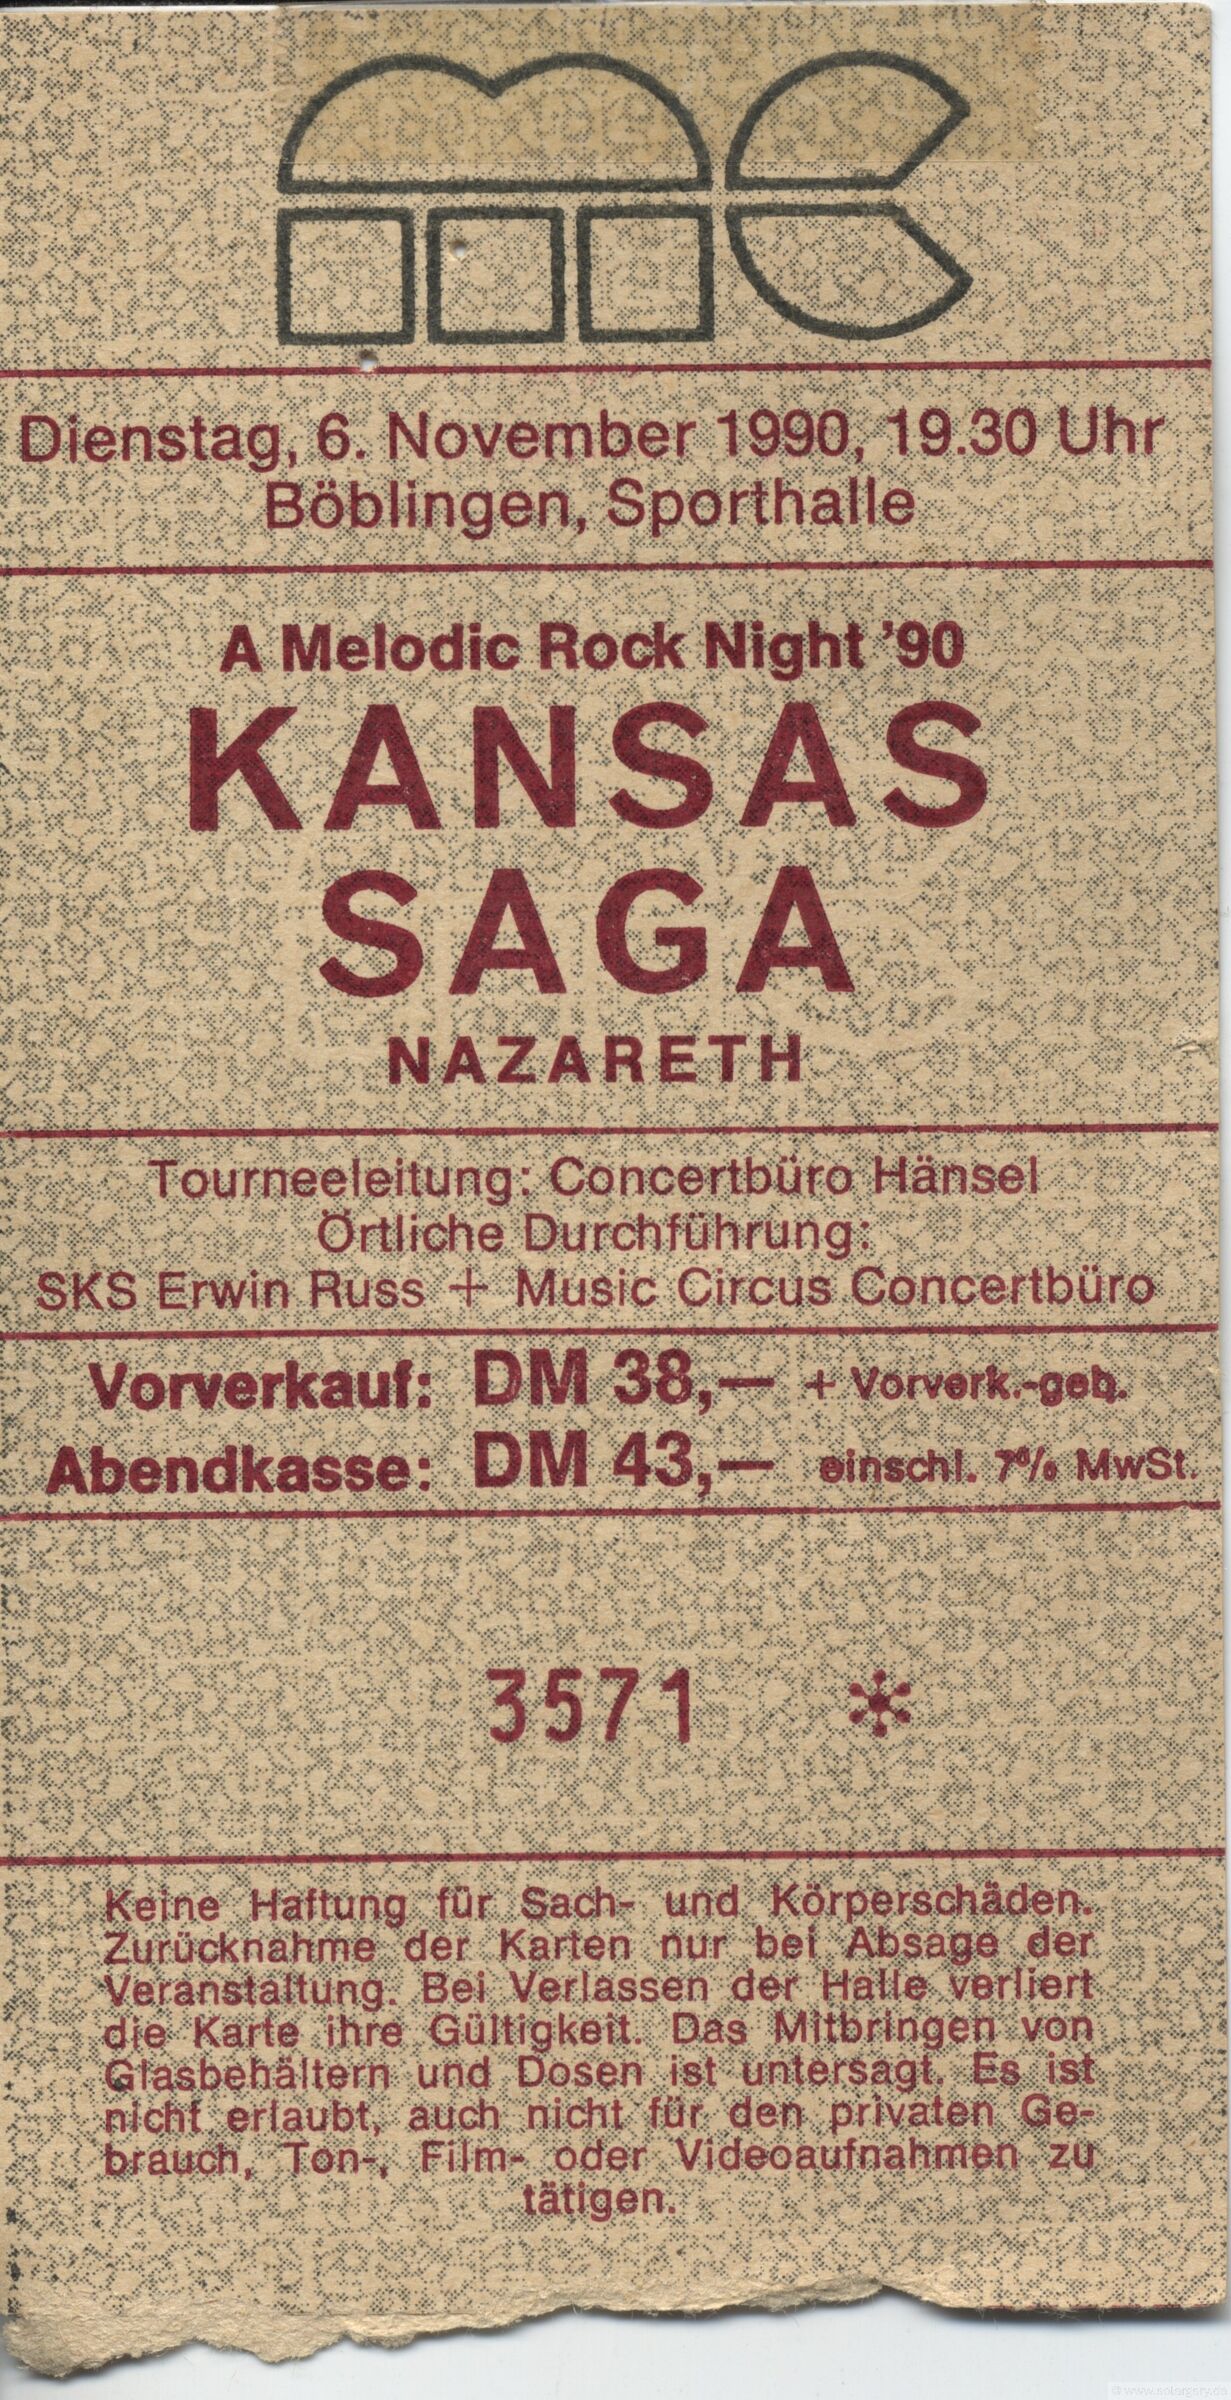 mc
Dienstag, 6. November 1990, 19.30 Uhr
Böblingen, Sporthalle
A Melodic Rock Night '90
KANSAS
SAGA
NAZARETH
Tourneeleitung: Concertbüro Hänsel
Örtliche Durchführung:
SKS Erwin Russ + Music Circus Concertbüro
Vorverkauf: DM 38,— + Vorverk.-geb.
Abendkasse: DM 43,— einschl. 7% MwSt.
3571 *
Keine Haftung für Sach- und Körperschäden.
Zurücknahme der Karten nur bei Absage der
Veranstaltung. Bei Verlassen der Halle verliert
die Karte ihre Gültigkeit. Das Mitbringen von
Glasbehältern und Dosen ist untersagt. Es ist
nicht erlaubt, auch nicht für den privaten Ge-
brauch, Ton-, Film- oder Videoaufnahmen zu
tätigen.